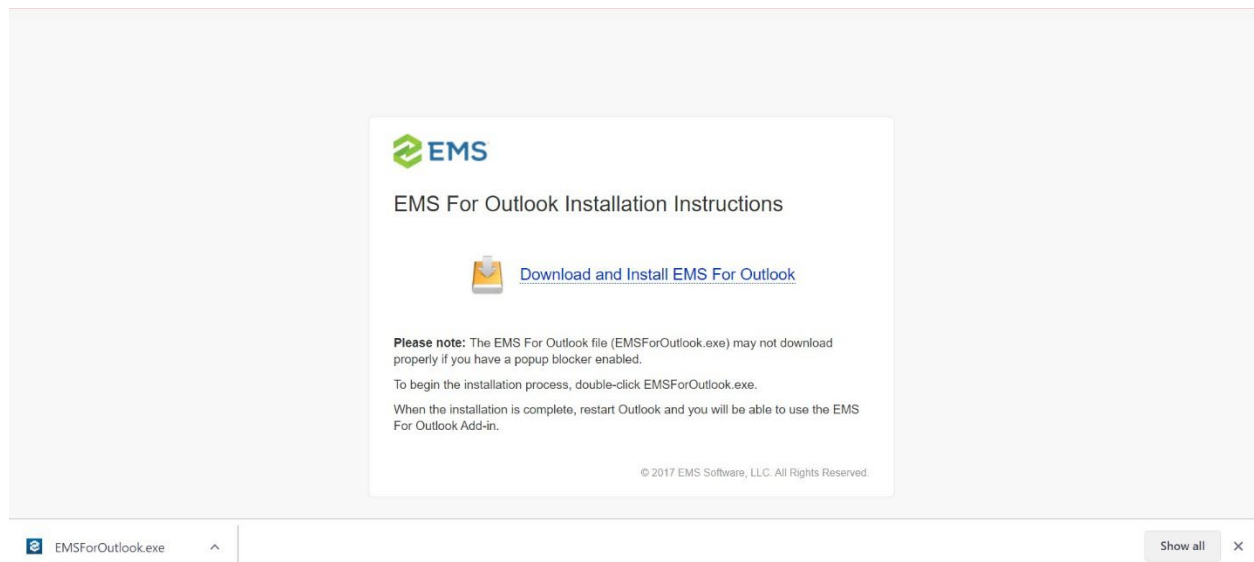 EMS
EMS For Outlook Installation Instructions
Download and Install EMS For Outlook
Please note: The EMS For Outlook file (EMSForOutlook.exe) may not download
properly if you have a popup blocker enabled.
To begin the installation process, double-click EMSForOutlook.exe.
When the installation is complete, restart Outlook and you will be able to use the EMS
For Outlook Add-in.
© 2017 EMS Software, LLC. All Rights Reserved.
EMSForOutlook.exe
Show all